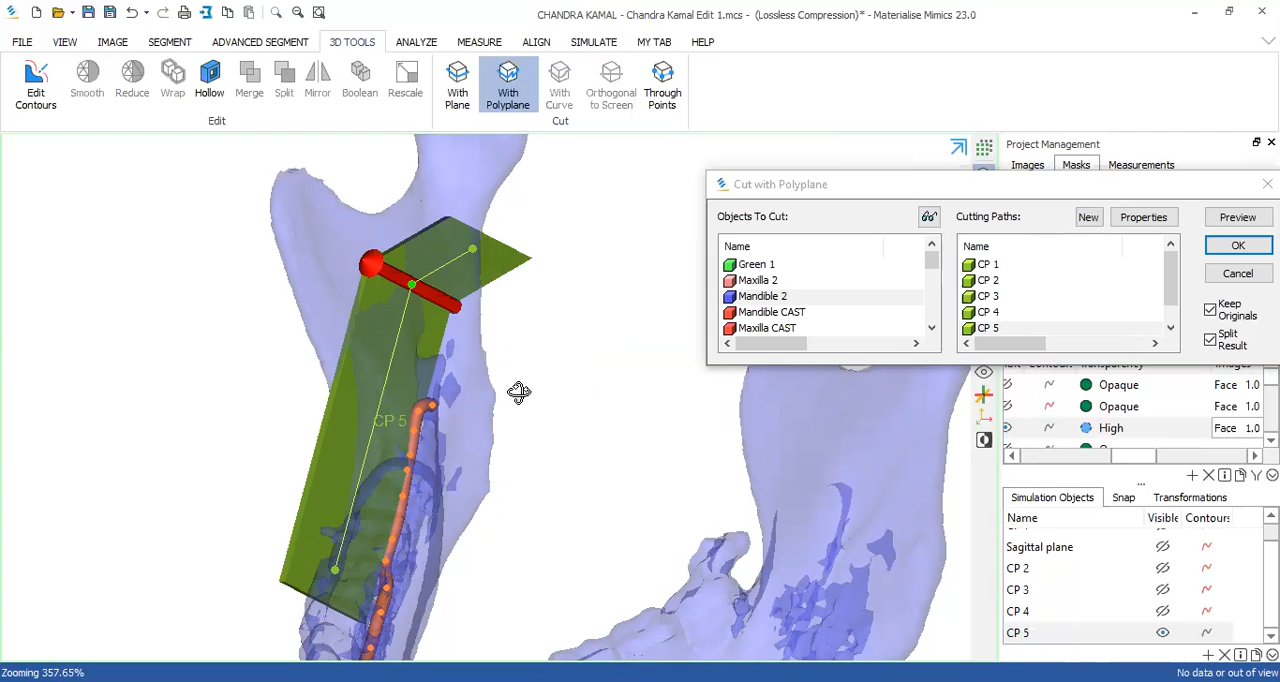 CHANDRA KAMAL - Chandra Kamal Edit 1.mcs -  (Lossless Compression)* - Materialise Mimics 23.0
FILE VIEW IMAGE SEGMENT ADVANCED SEGMENT 3D TOOLS ANALYZE MEASURE ALIGN SIMULATE MY TAB HELP
Edit Contours Smooth Reduce Wrap Hollow Merge Split Mirror Boolean Rescale With Plane With Polyplane With Curve Orthogonal to Screen Through Points
Edit Cut
Project Management
Images Masks Measurements
Cut with Polyplane
Objects To Cut: Cutting Paths: New Properties Preview
Name Name OK
Green 1 CP 1
Maxilla 2 CP 2 Cancel
Mandible 2 CP 3
Mandible CAST CP 4 Keep Originals
Maxilla CAST CP 5 Split Result
Opaque Face 1.0
Opaque Face 1.0
High Face 1.0
CP 5
Simulation Objects Snap Transformations
Name Visible Contours
Sagittal plane
CP 2
CP 3
CP 4
CP 5
Zooming 357.65% No data or out of view